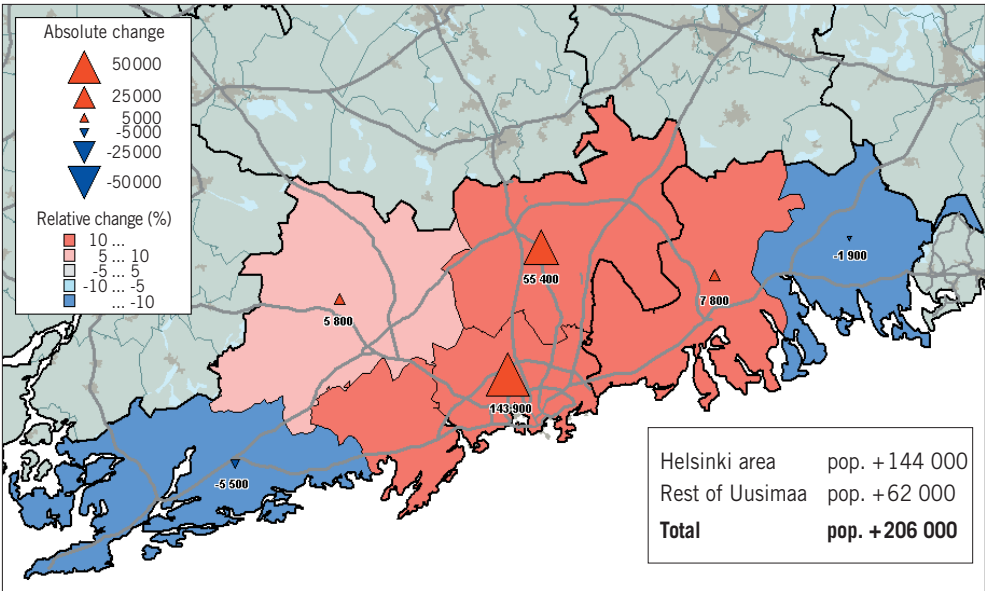 Absolute change
50 000
25 000
5 000
-5 000
-25 000
-50 000
Relative change (%)
10 ...
5 ... 10
-5 ... 5
-10 ... -5
... -10
-1 900
55 400
7 800
5 800
143 900
-5 500
Helsinki area pop. +144 000
Rest of Uusimaa pop. +62 000
Total pop. +206 000